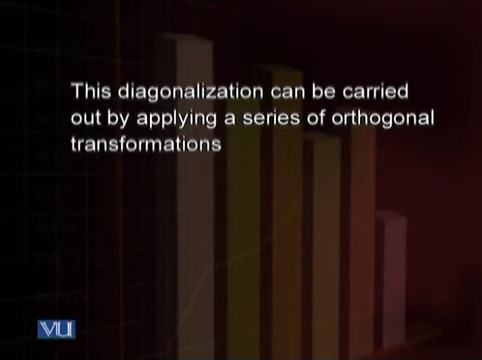 This diagonalization can be carried
out by applying a series of orthogonal
transformations
VU